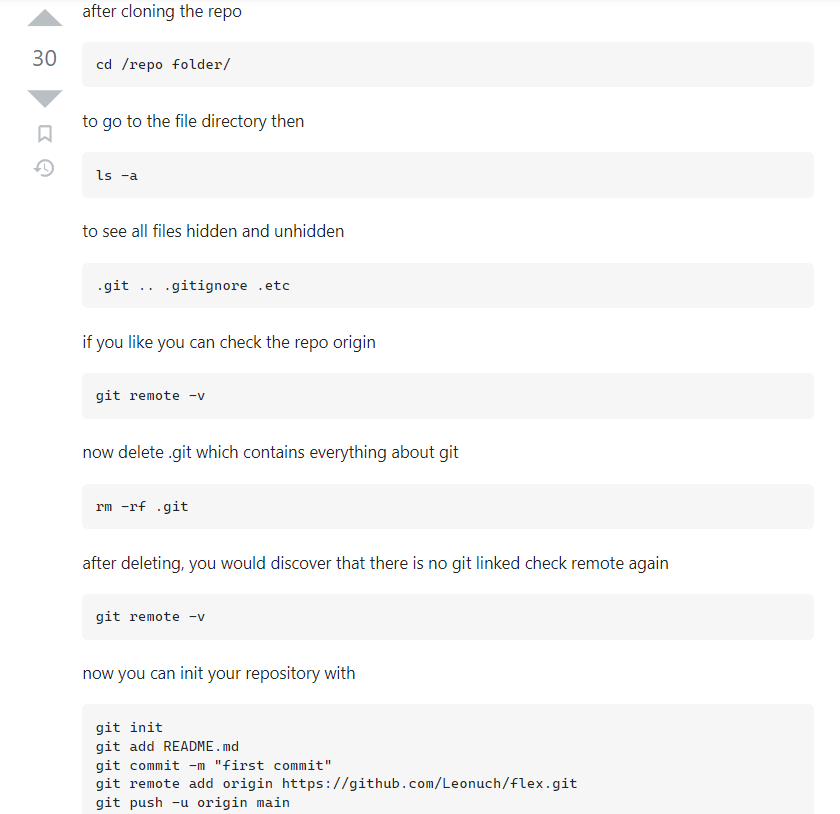 after cloning the repo
30
cd /repo folder/
to go to the file directory then
ls -a
to see all files hidden and unhidden
.git .. .gitignore .etc
if you like you can check the repo origin
git remote -v
now delete .git which contains everything about git
rm -rf .git
after deleting, you would discover that there is no git linked check remote again
git remote -v
now you can init your repository with
git init
git add README.md
git commit -m "first commit"
git remote add origin https://github.com/Leonuch/flex.git
git push -u origin main